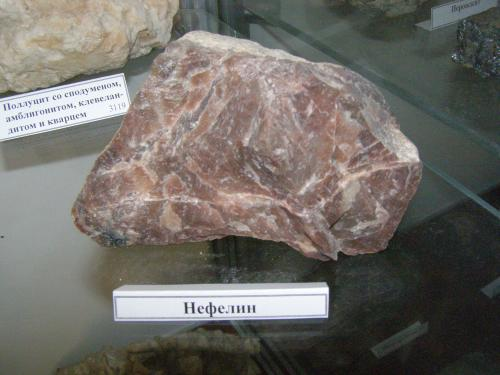 Поллуцит со сподуменом,
амблигонитом, клевелан-
дитом и кварцем 3119
Нефелин